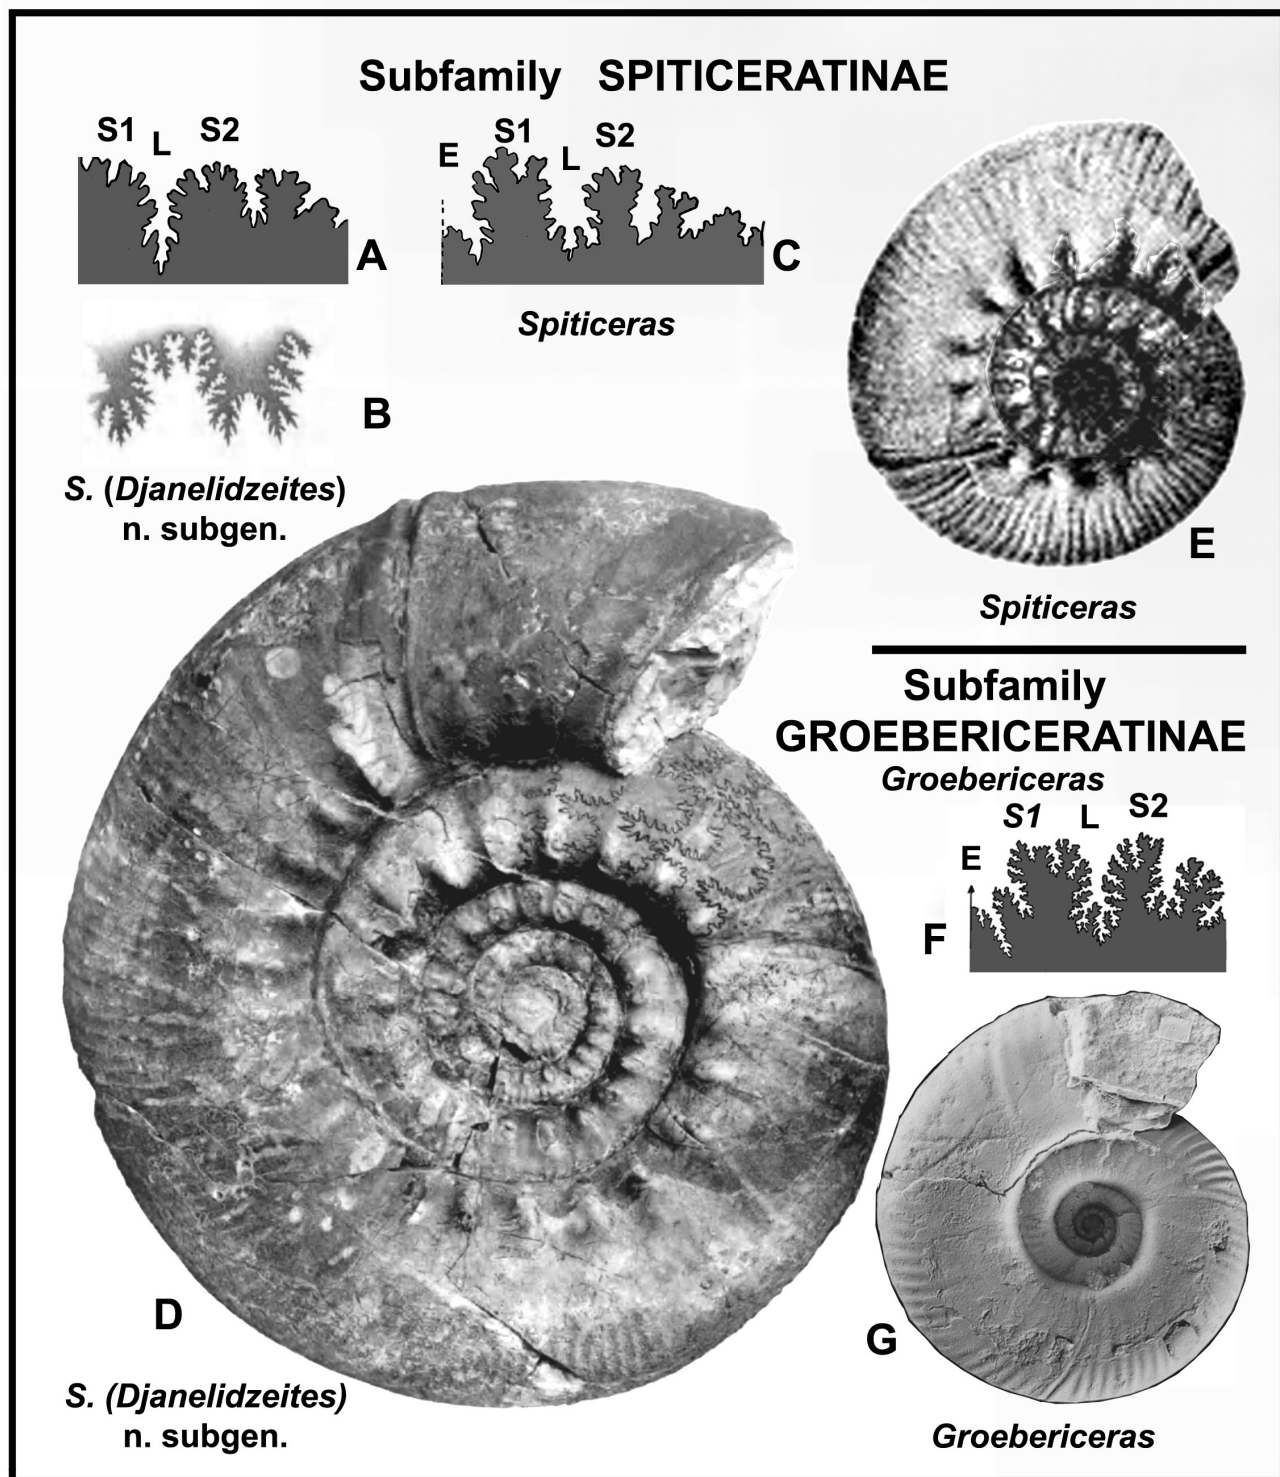 Subfamily SPITICERATINAE
S1 L S2
A
E S1 L S2
C
Spiticeras
B
S. (Djanelidzeites)
n. subgen.
E
Spiticeras
Subfamily
GROEBERICERATINAE
Groebericeras
S1 L S2
E
F
D
S. (Djanelidzeites)
n. subgen.
G
Groebericeras